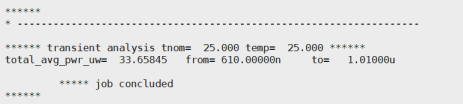 ******
* -----------------------------------------------------------------
****** transient analysis tnom=  25.000 temp=  25.000 ******
total_avg_pwr_uw=  33.65845   from= 610.00000n     to=   1.01000u
         ***** job concluded
******